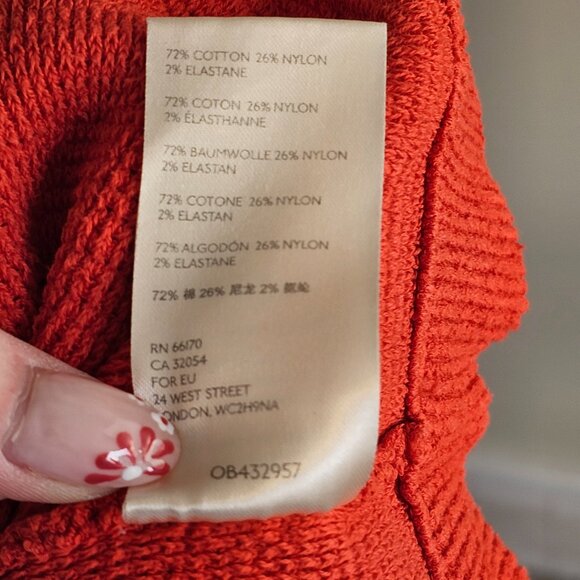 72% COTTON 26% NYLON
2% ELASTANE
72% COTON 26% NYLON
2% ÉLASTHANNE
72% BAUMWOLLE 26% NYLON
2% ELASTAN
72% COTONE 26% NYLON
2% ELASTAN
72% ALGODÓN 26% NYLON
2% ELASTANE
72% 棉 26% 尼龙 2% 氨纶
RN 66170
CA 32054
FOR EU
24 WEST STREET
LONDON, WC2H9NA
OB432957